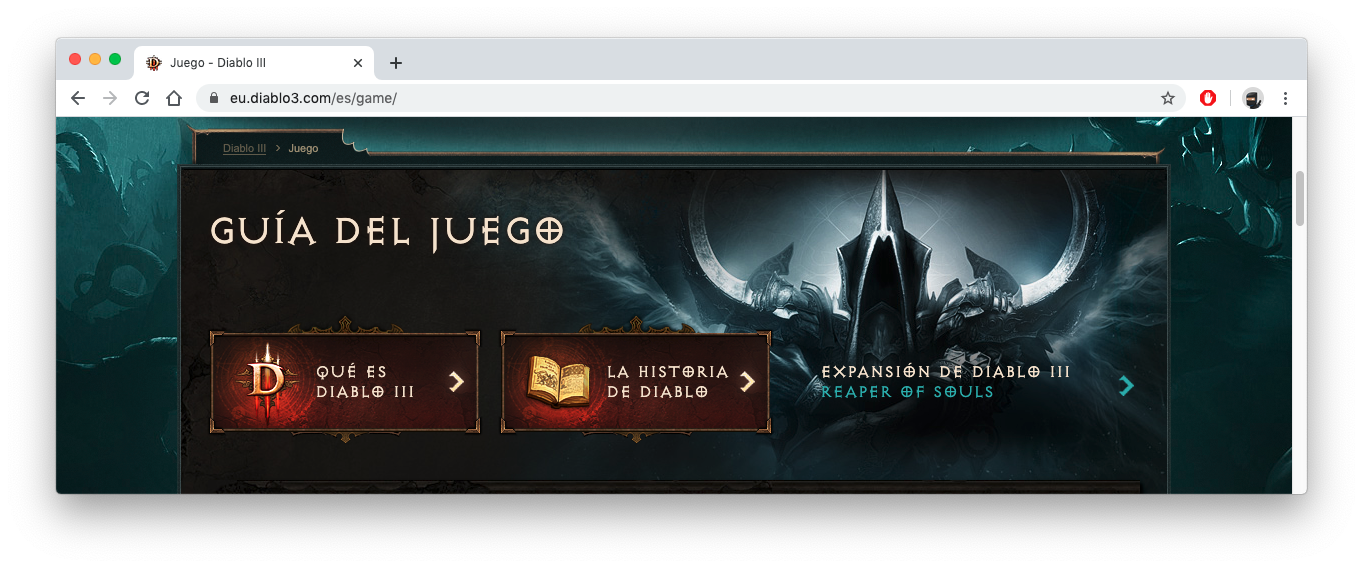 Juego - Diablo III
eu.diablo3.com/es/game/
Diablo III > Juego
GUÍA DEL JUEGO
QUÉ ES
DIABLO III
LA HISTORIA
DE DIABLO
EXPANSIÓN DE DIABLO III
REAPER OF SOULS